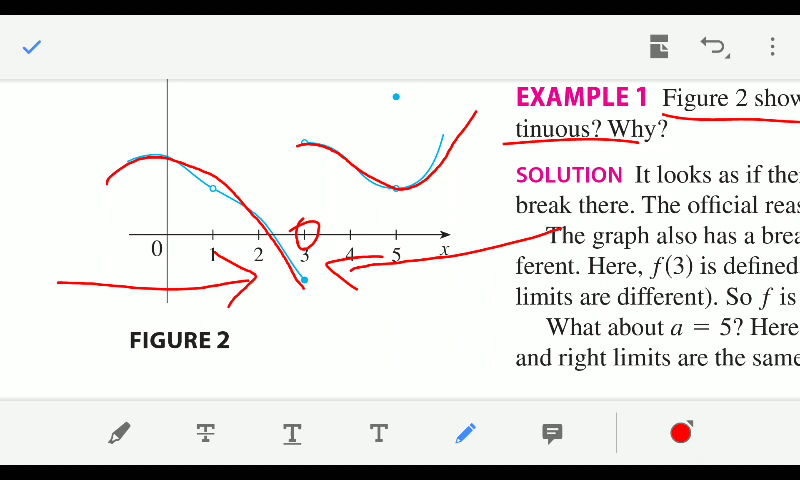 EXAMPLE 1 Figure 2 show
tinuous? Why?
SOLUTION It looks as if the
break there. The official reas
The graph also has a brea
ferent. Here, f(3) is defined
limits are different). So f is
What about a = 5? Here
and right limits are the same
0 1 2 3 4 5 x
FIGURE 2
T T T